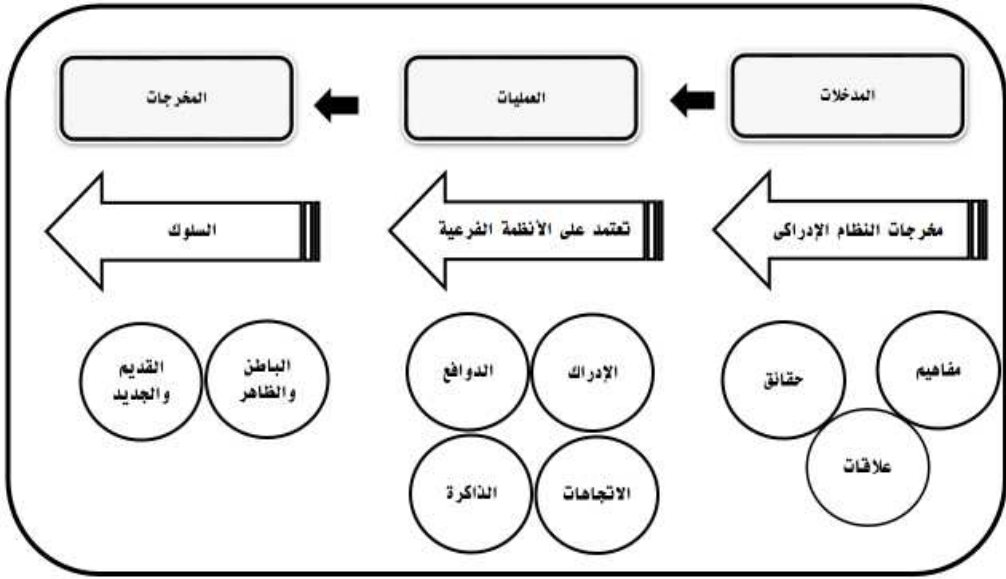 المدخلات
العمليات
المخرجات
مخرجات النظام الإدراكى
تعتمد على الأنظمة الفرعية
السلوك
مفاهيم
حقائق
علاقات
الإدراك
الدوافع
الاتجاهات
الذاكرة
الباطن
والظاهر
القديم
والجديد